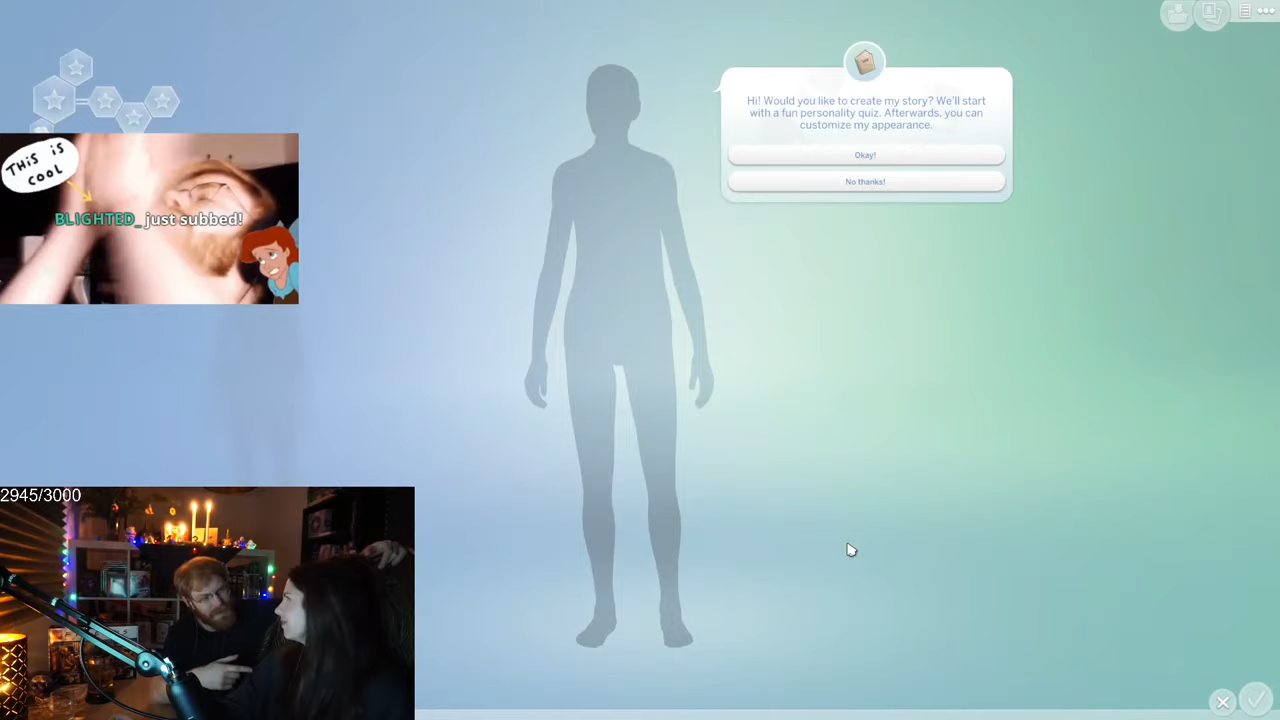 THIS IS
COOL
BLIGHTED_ just subbed!
Hi! Would you like to create my story? We'll start
with a fun personality quiz. Afterwards, you can
customize my appearance.
Okay!
No thanks!
2945/3000